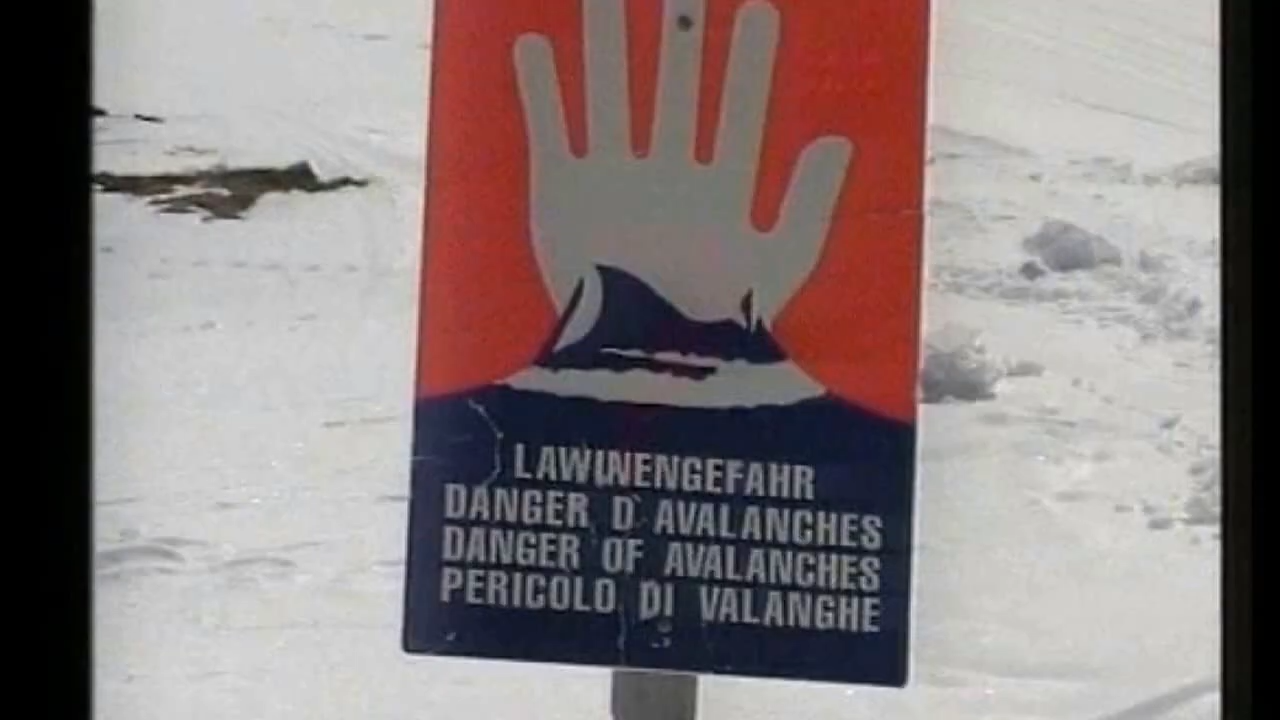 LAWINENGEFAHR
DANGER D'AVALANCHES
DANGER OF AVALANCHES
PERICOLO DI VALANGHE